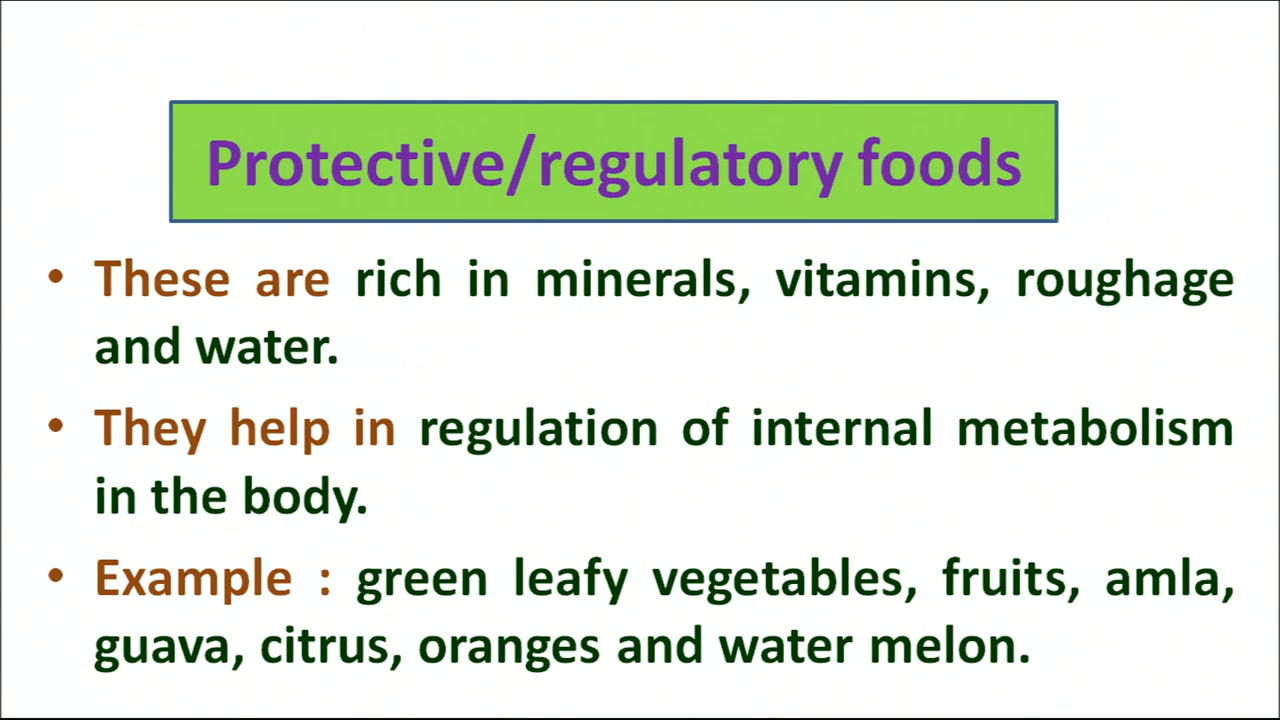 Protective/regulatory foods
• These are rich in minerals, vitamins, roughage
and water.
• They help in regulation of internal metabolism
in the body.
• Example : green leafy vegetables, fruits, amla,
guava, citrus, oranges and water melon.